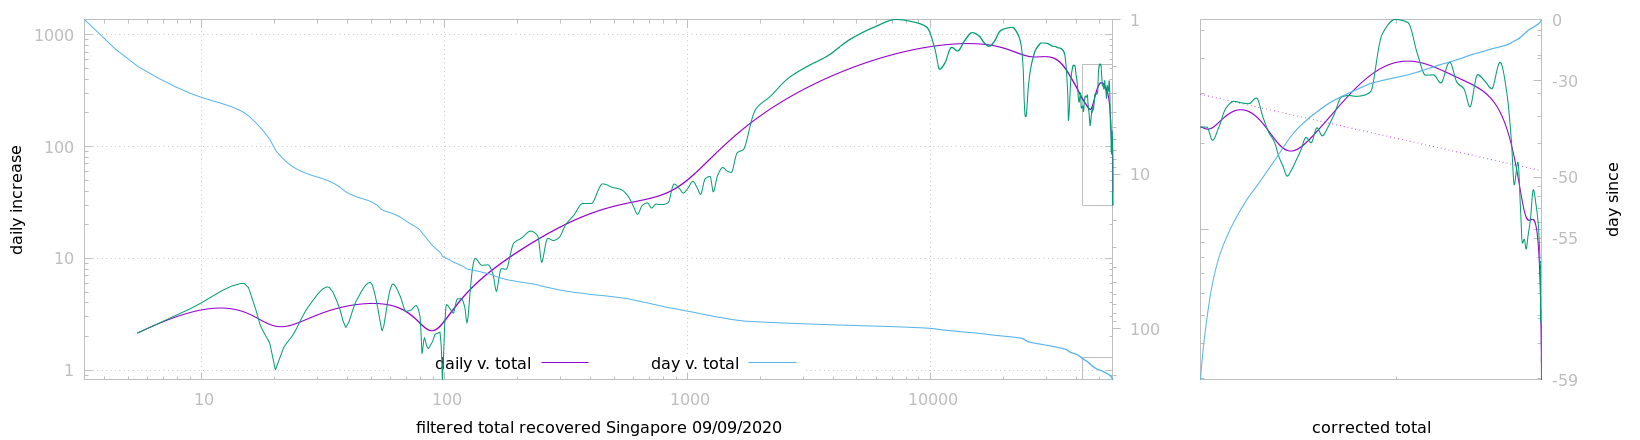 1000
100
10
1
daily increase
10
100
1000
10000
filtered total recovered Singapore 09/09/2020
daily v. total
day v. total
1
10
100
0
-30
-50
-55
-59
day since
corrected total